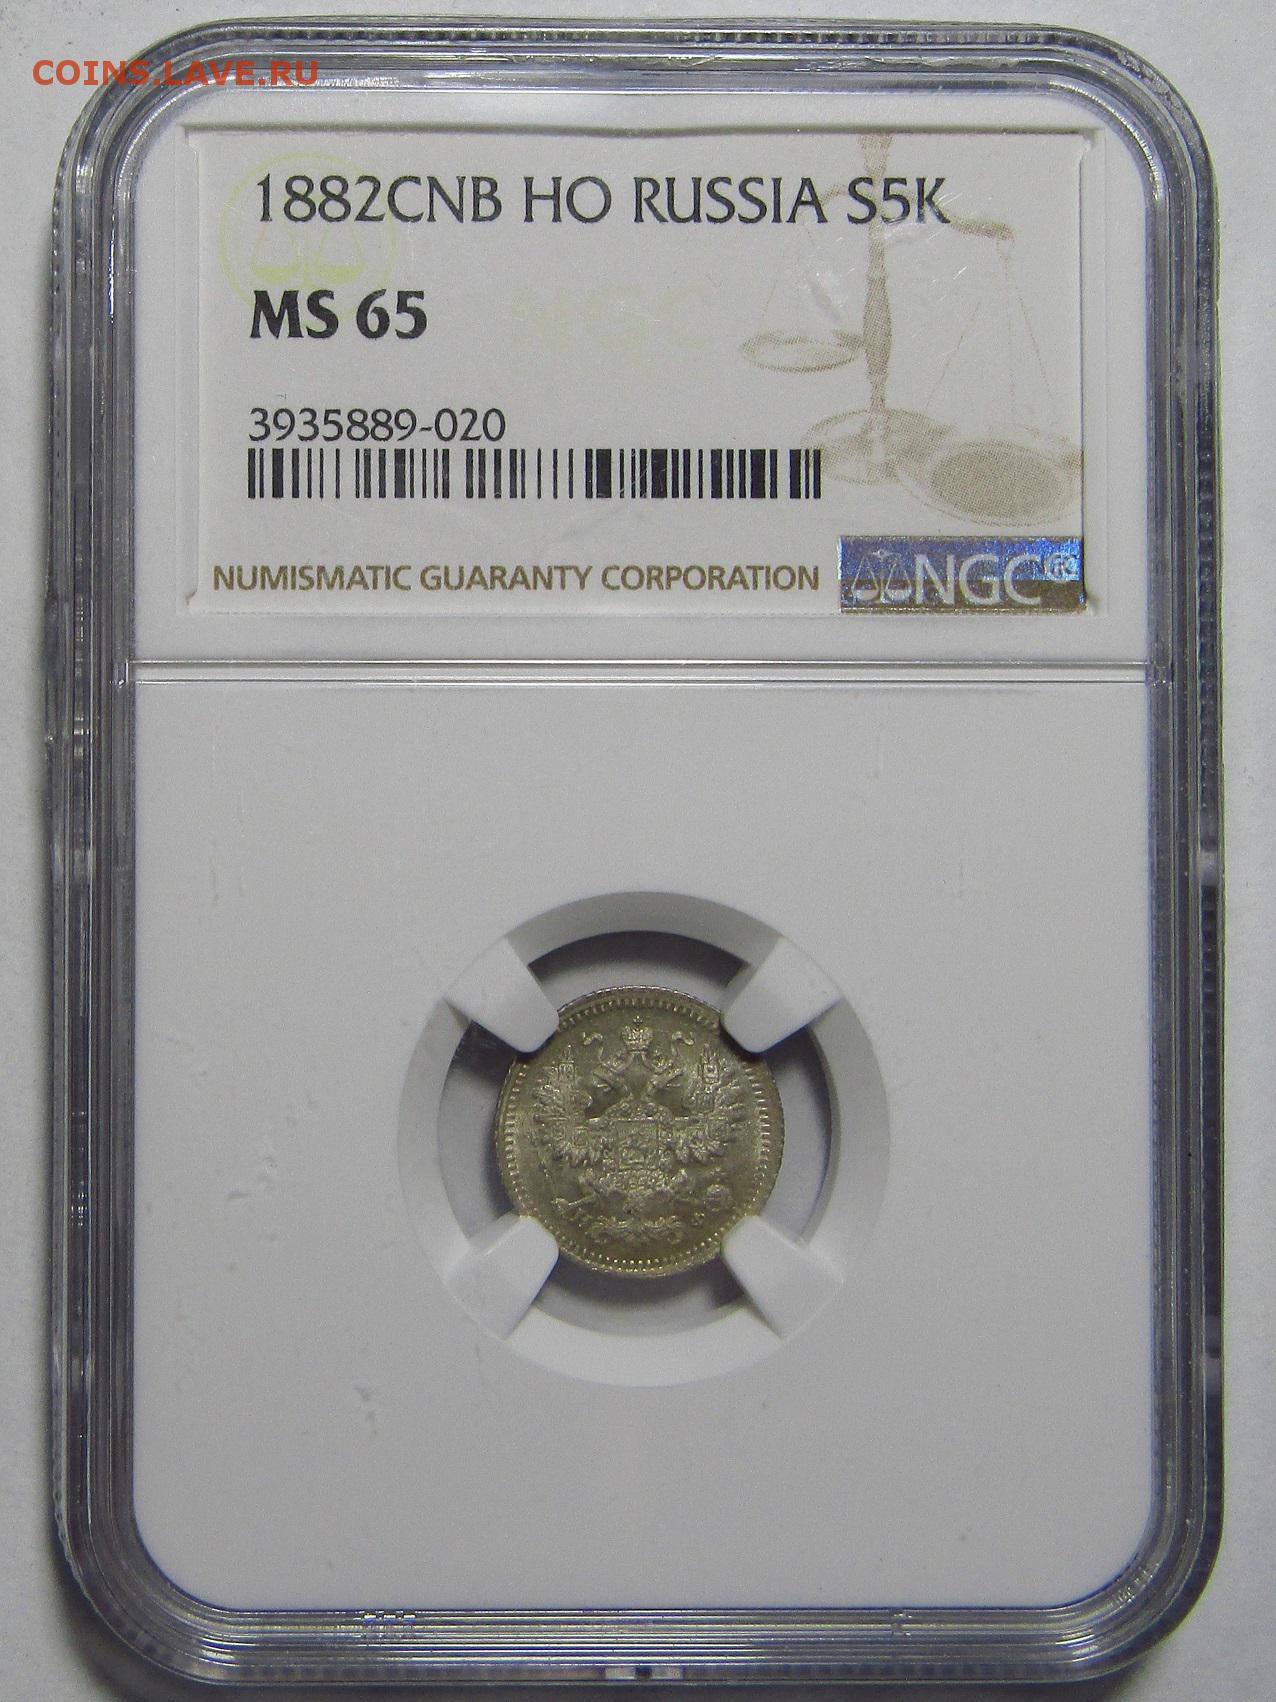 COINS.LAVE.RU
1882CNB HO RUSSIA S5K
MS 65
3935889-020
NUMISMATIC GUARANTY CORPORATION NGC®